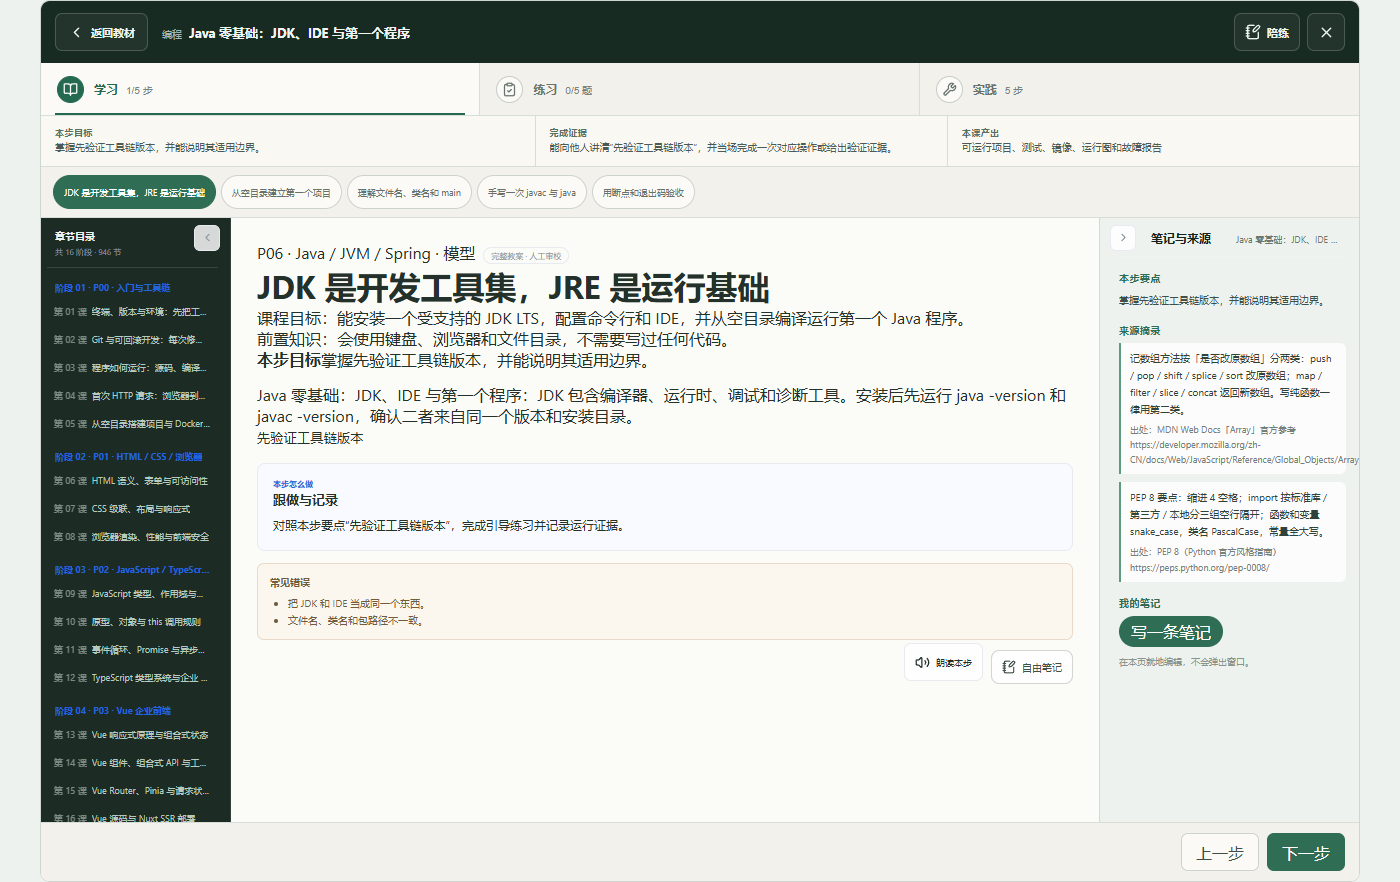 返回教材
编程 Java 零基础：JDK、IDE 与第一个程序
陪练
学习 1/5 步
练习 0/5 题
实践 5 步
本步目标
掌握先验证工具链版本，并能说明其适用边界。
完成证据
能向他人讲清“先验证工具链版本”，并当场完成一次对应操作或给出验证证据。
本课产出
可运行项目、测试、镜像、运行图和故障报告
JDK 是开发工具集，JRE 是运行基础
从空目录建立第一个项目
理解文件名、类名和 main
手写一次 javac 与 java
用断点和退出码验收
章节目录
共 16 阶段 · 946 节
阶段 01 · P00 · 入门与工具链
第 01 课 终端、版本与环境：先把工...
第 02 课 Git 与可回滚开发：每次修...
第 03 课 程序如何运行：源码、编译...
第 04 课 首次 HTTP 请求：浏览器到...
第 05 课 从空目录搭建项目与 Docker...
阶段 02 · P01 · HTML / CSS / 浏览器
第 06 课 HTML 语义、表单与可访问性
第 07 课 CSS 级联、布局与响应式
第 08 课 浏览器渲染、性能与前端安全
阶段 03 · P02 · JavaScript / TypeScr...
第 09 课 JavaScript 类型、作用域与...
第 10 课 原型、对象与 this 调用规则
第 11 课 事件循环、Promise 与异步...
第 12 课 TypeScript 类型系统与企业 ...
阶段 04 · P03 · Vue 企业前端
第 13 课 Vue 响应式原理与组合式状态
第 14 课 Vue 组件、组合式 API 与工...
第 15 课 Vue Router、Pinia 与请求状...
第 16 课 Vue 源码与 Nuxt SSR 部署
P06 · Java / JVM / Spring · 模型 完整教案 · 人工审校
JDK 是开发工具集，JRE 是运行基础
课程目标：能安装一个受支持的 JDK LTS，配置命令行和 IDE，并从空目录编译运行第一个 Java 程序。
前置知识：会使用键盘、浏览器和文件目录，不需要写过任何代码。
本步目标掌握先验证工具链版本，并能说明其适用边界。
Java 零基础：JDK、IDE 与第一个程序：JDK 包含编译器、运行时、调试和诊断工具。安装后先运行 java -version 和
javac -version，确认二者来自同一个版本和安装目录。
先验证工具链版本
本步怎么做
跟做与记录
对照本步要点“先验证工具链版本”，完成引导练习并记录运行证据。
常见错误
把 JDK 和 IDE 当成同一个东西。
文件名、类名和包路径不一致。
朗读本步
自由笔记
笔记与来源 Java 零基础：JDK、IDE ...
本步要点
掌握先验证工具链版本，并能说明其适用边界。
来源摘录
记数组方法按「是否改原数组」分两类：push
/ pop / shift / splice / sort 改原数组；map /
filter / slice / concat 返回新数组。写纯函数一
律用第二类。
出处：MDN Web Docs「Array」官方参考
https://developer.mozilla.org/zh-
CN/docs/Web/JavaScript/Reference/Global_Objects/Array
PEP 8 要点：缩进 4 空格；import 按标准库 /
第三方 / 本地分三组空行隔开；函数和变量
snake_case，类名 PascalCase，常量全大写。
出处：PEP 8（Python 官方风格指南）
https://peps.python.org/pep-0008/
我的笔记
写一条笔记
在本页就地编辑，不会弹出窗口。
上一步
下一步